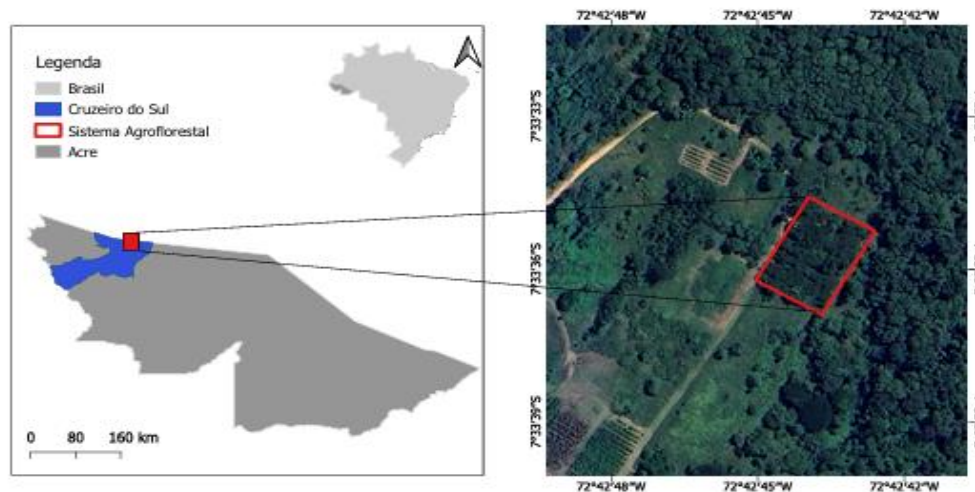 Legenda
Brasil
Cruzeiro do Sul
Sistema Agroflorestal
Acre
0 80 160 km
72°42'48"W 72°42'45"W 72°42'42"W
7°33'33"S
7°33'36"S
7°33'39"S
72°42'48"W 72°42'45"W 72°42'42"W